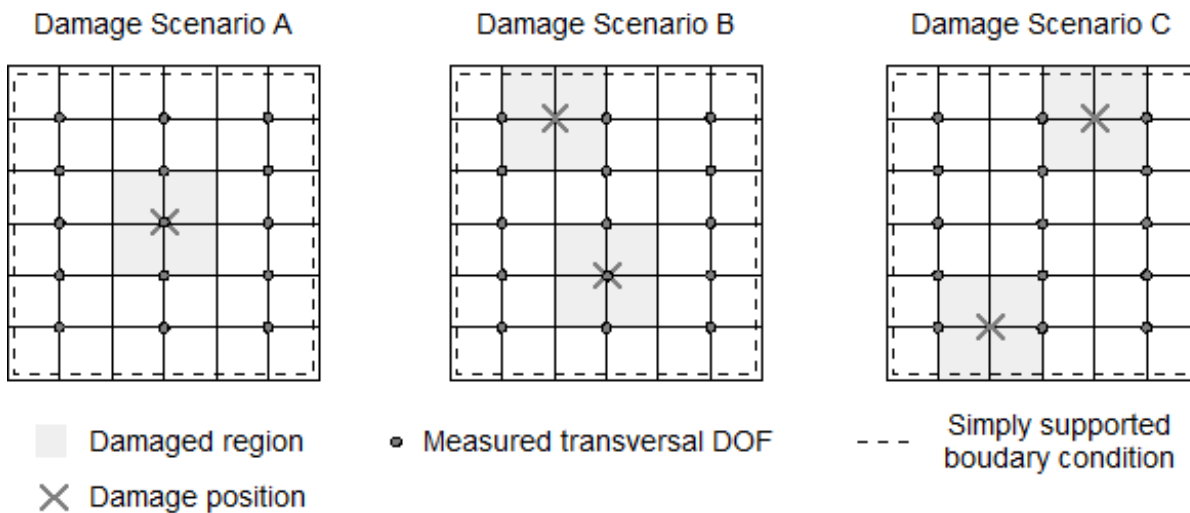 Damage Scenario A
Damage Scenario B
Damage Scenario C
Damaged region
Measured transversal DOF
Simply supported
boudary condition
Damage position